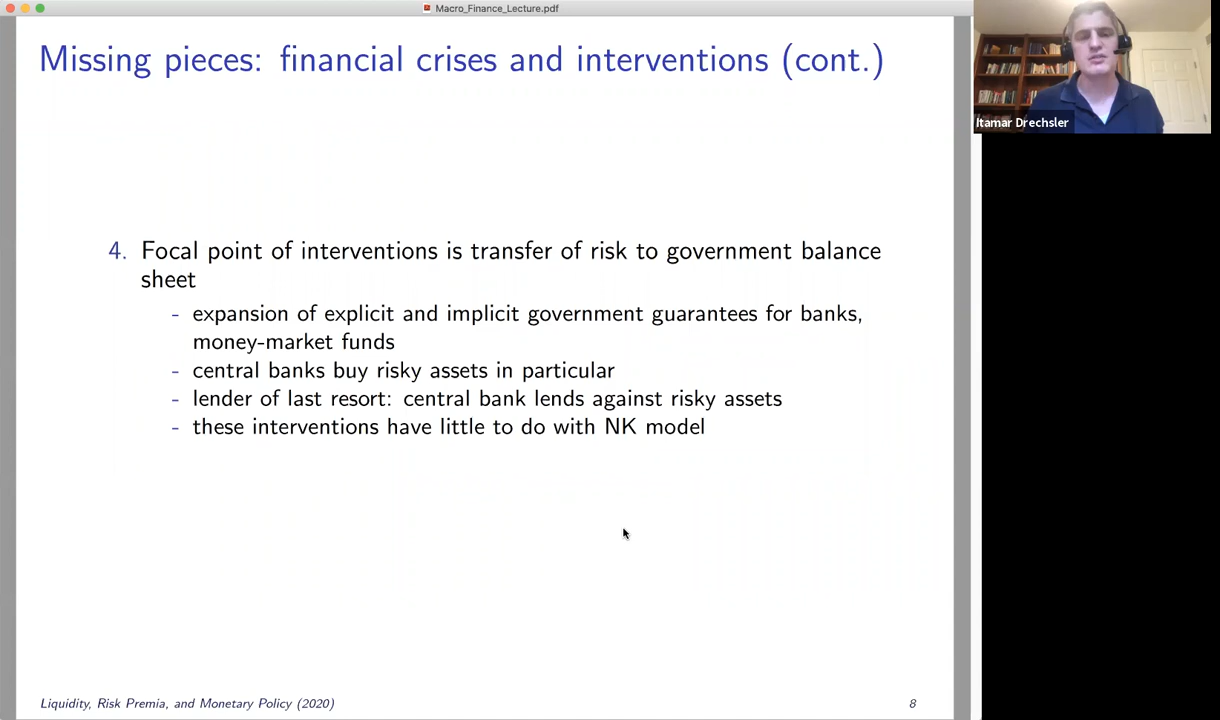 Macro_Finance_Lecture.pdf
Missing pieces: financial crises and interventions (cont.)
Itamar Drechsler
4. Focal point of interventions is transfer of risk to government balance
sheet
- expansion of explicit and implicit government guarantees for banks,
money-market funds
- central banks buy risky assets in particular
- lender of last resort: central bank lends against risky assets
- these interventions have little to do with NK model
Liquidity, Risk Premia, and Monetary Policy (2020)
8